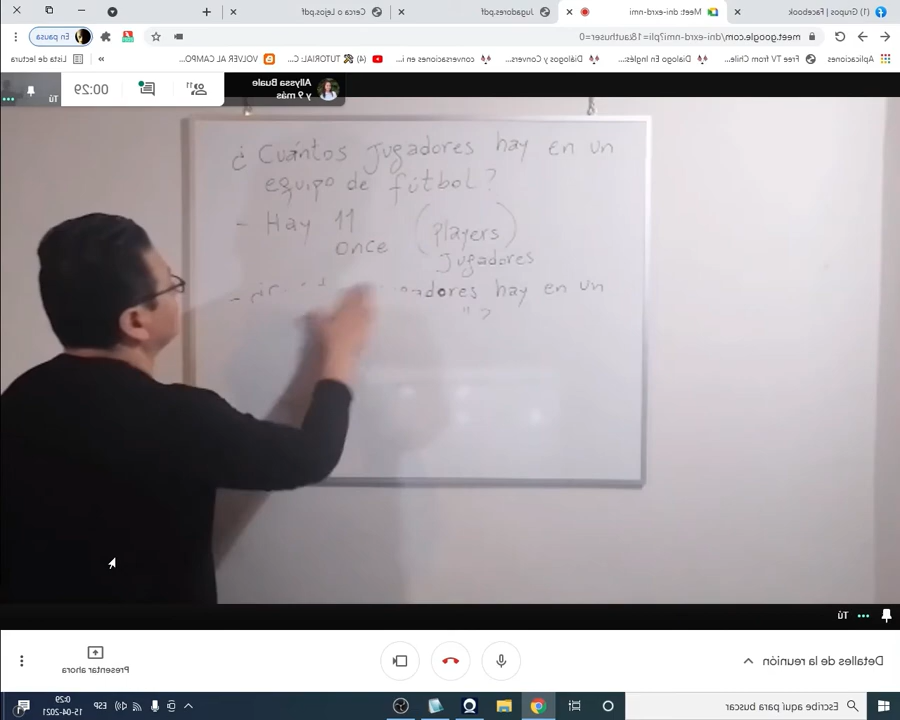 (1) Grupos | Facebook
Meet: dni-exrd-nmi
Jugadores.pdf
Cerca o Lejos.pdf
meet.google.com/dni-exrd-nmi?pli=1&authuser=0
En pausa
Aplicaciones
Free TV from Chile...
Dialogo En Inglés...
Diálogos y Convers...
conversaciones en i...
TUTORIAL C...
VOLVER AL CAMPO...
Lista de lectura
»
Allyssa Buale
y 9 más
11
00:29
Tú
¿Cuántos jugadores hay en un
equipo de fútbol?
- Hay 11 (players)
once jugadores
- hay en un
Tú
Detalles de la reunión
Presentar ahora
Escribe aquí para buscar
ESP
0:29
15-04-2021
1